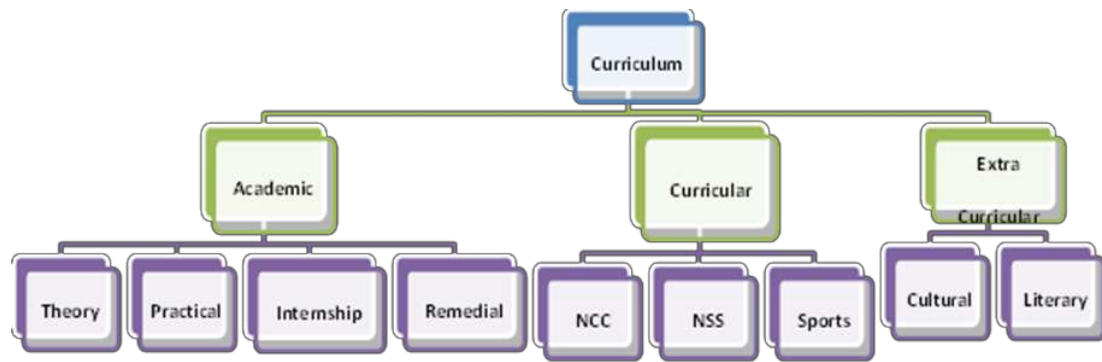 Curriculum
Academic
Curricular
Extra
Curricular
Theory
Practical
Internship
Remedial
NCC
NSS
Sports
Cultural
Literary